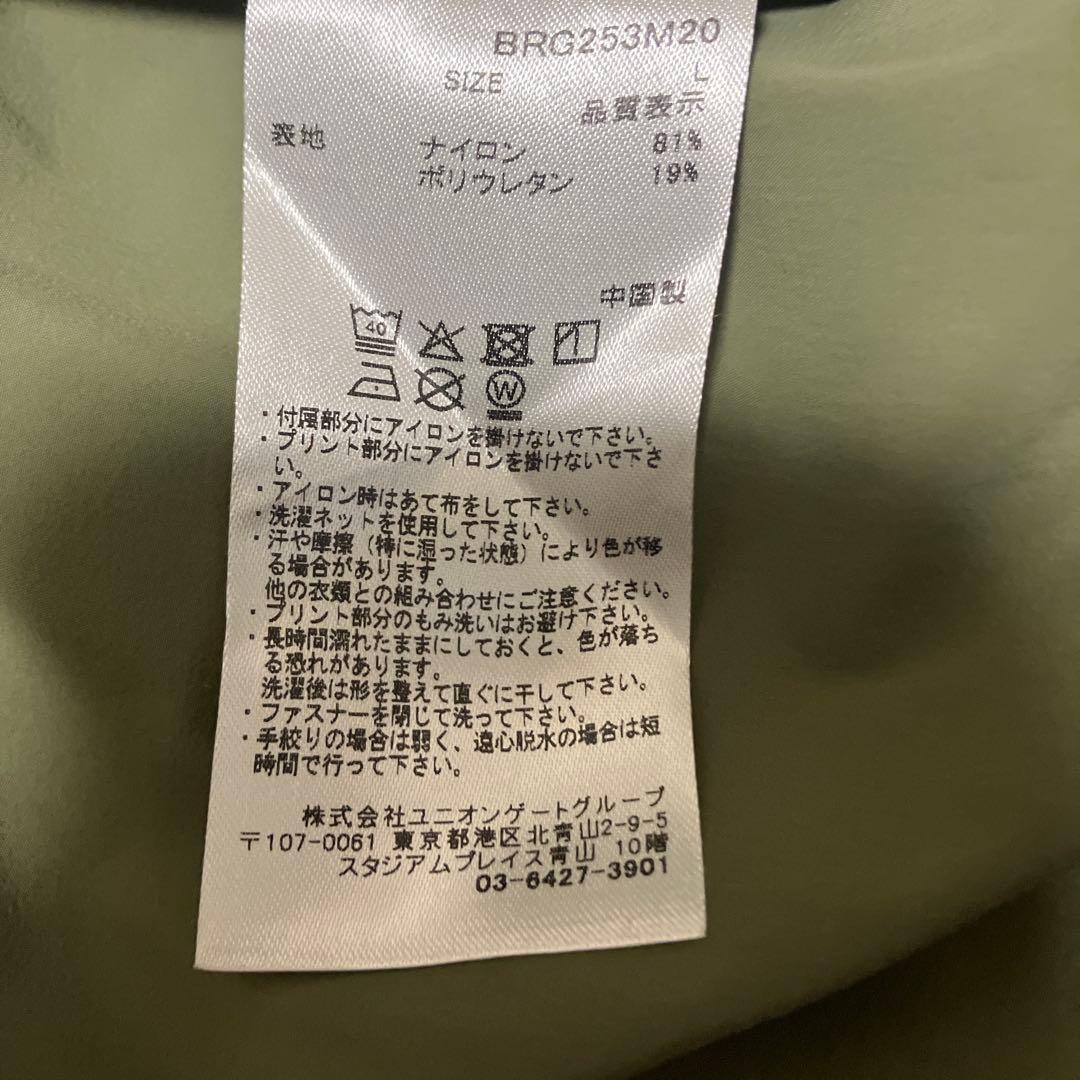 BRG253M20
SIZE L
品質表示
表地 ナイロン 81%
ポリウレタン 19%
中国製
40
W
・付属部分にアイロンを掛けないで下さい。
・プリント部分にアイロンを掛けないで下さ
い。
・アイロン時はあて布をして下さい。
・洗濯ネットを使用して下さい。
・汗や摩擦（特に湿った状態）により色が移
る場合があります。
他の衣類との組み合わせにご注意ください。
・プリント部分のもみ洗いはお避け下さい。
・長時間濡れたままにしておくと、色が落ち
る恐れがあります。
洗濯後は形を整えて直ぐに干して下さい。
・ファスナーを閉じて洗って下さい。
・手絞りの場合は弱く、遠心脱水の場合は短
時間で行って下さい。
株式会社ユニオンゲートグループ
〒107-0061 東京都港区北青山2-9-5
スタジアムプレイス青山 10階
03-6427-3901